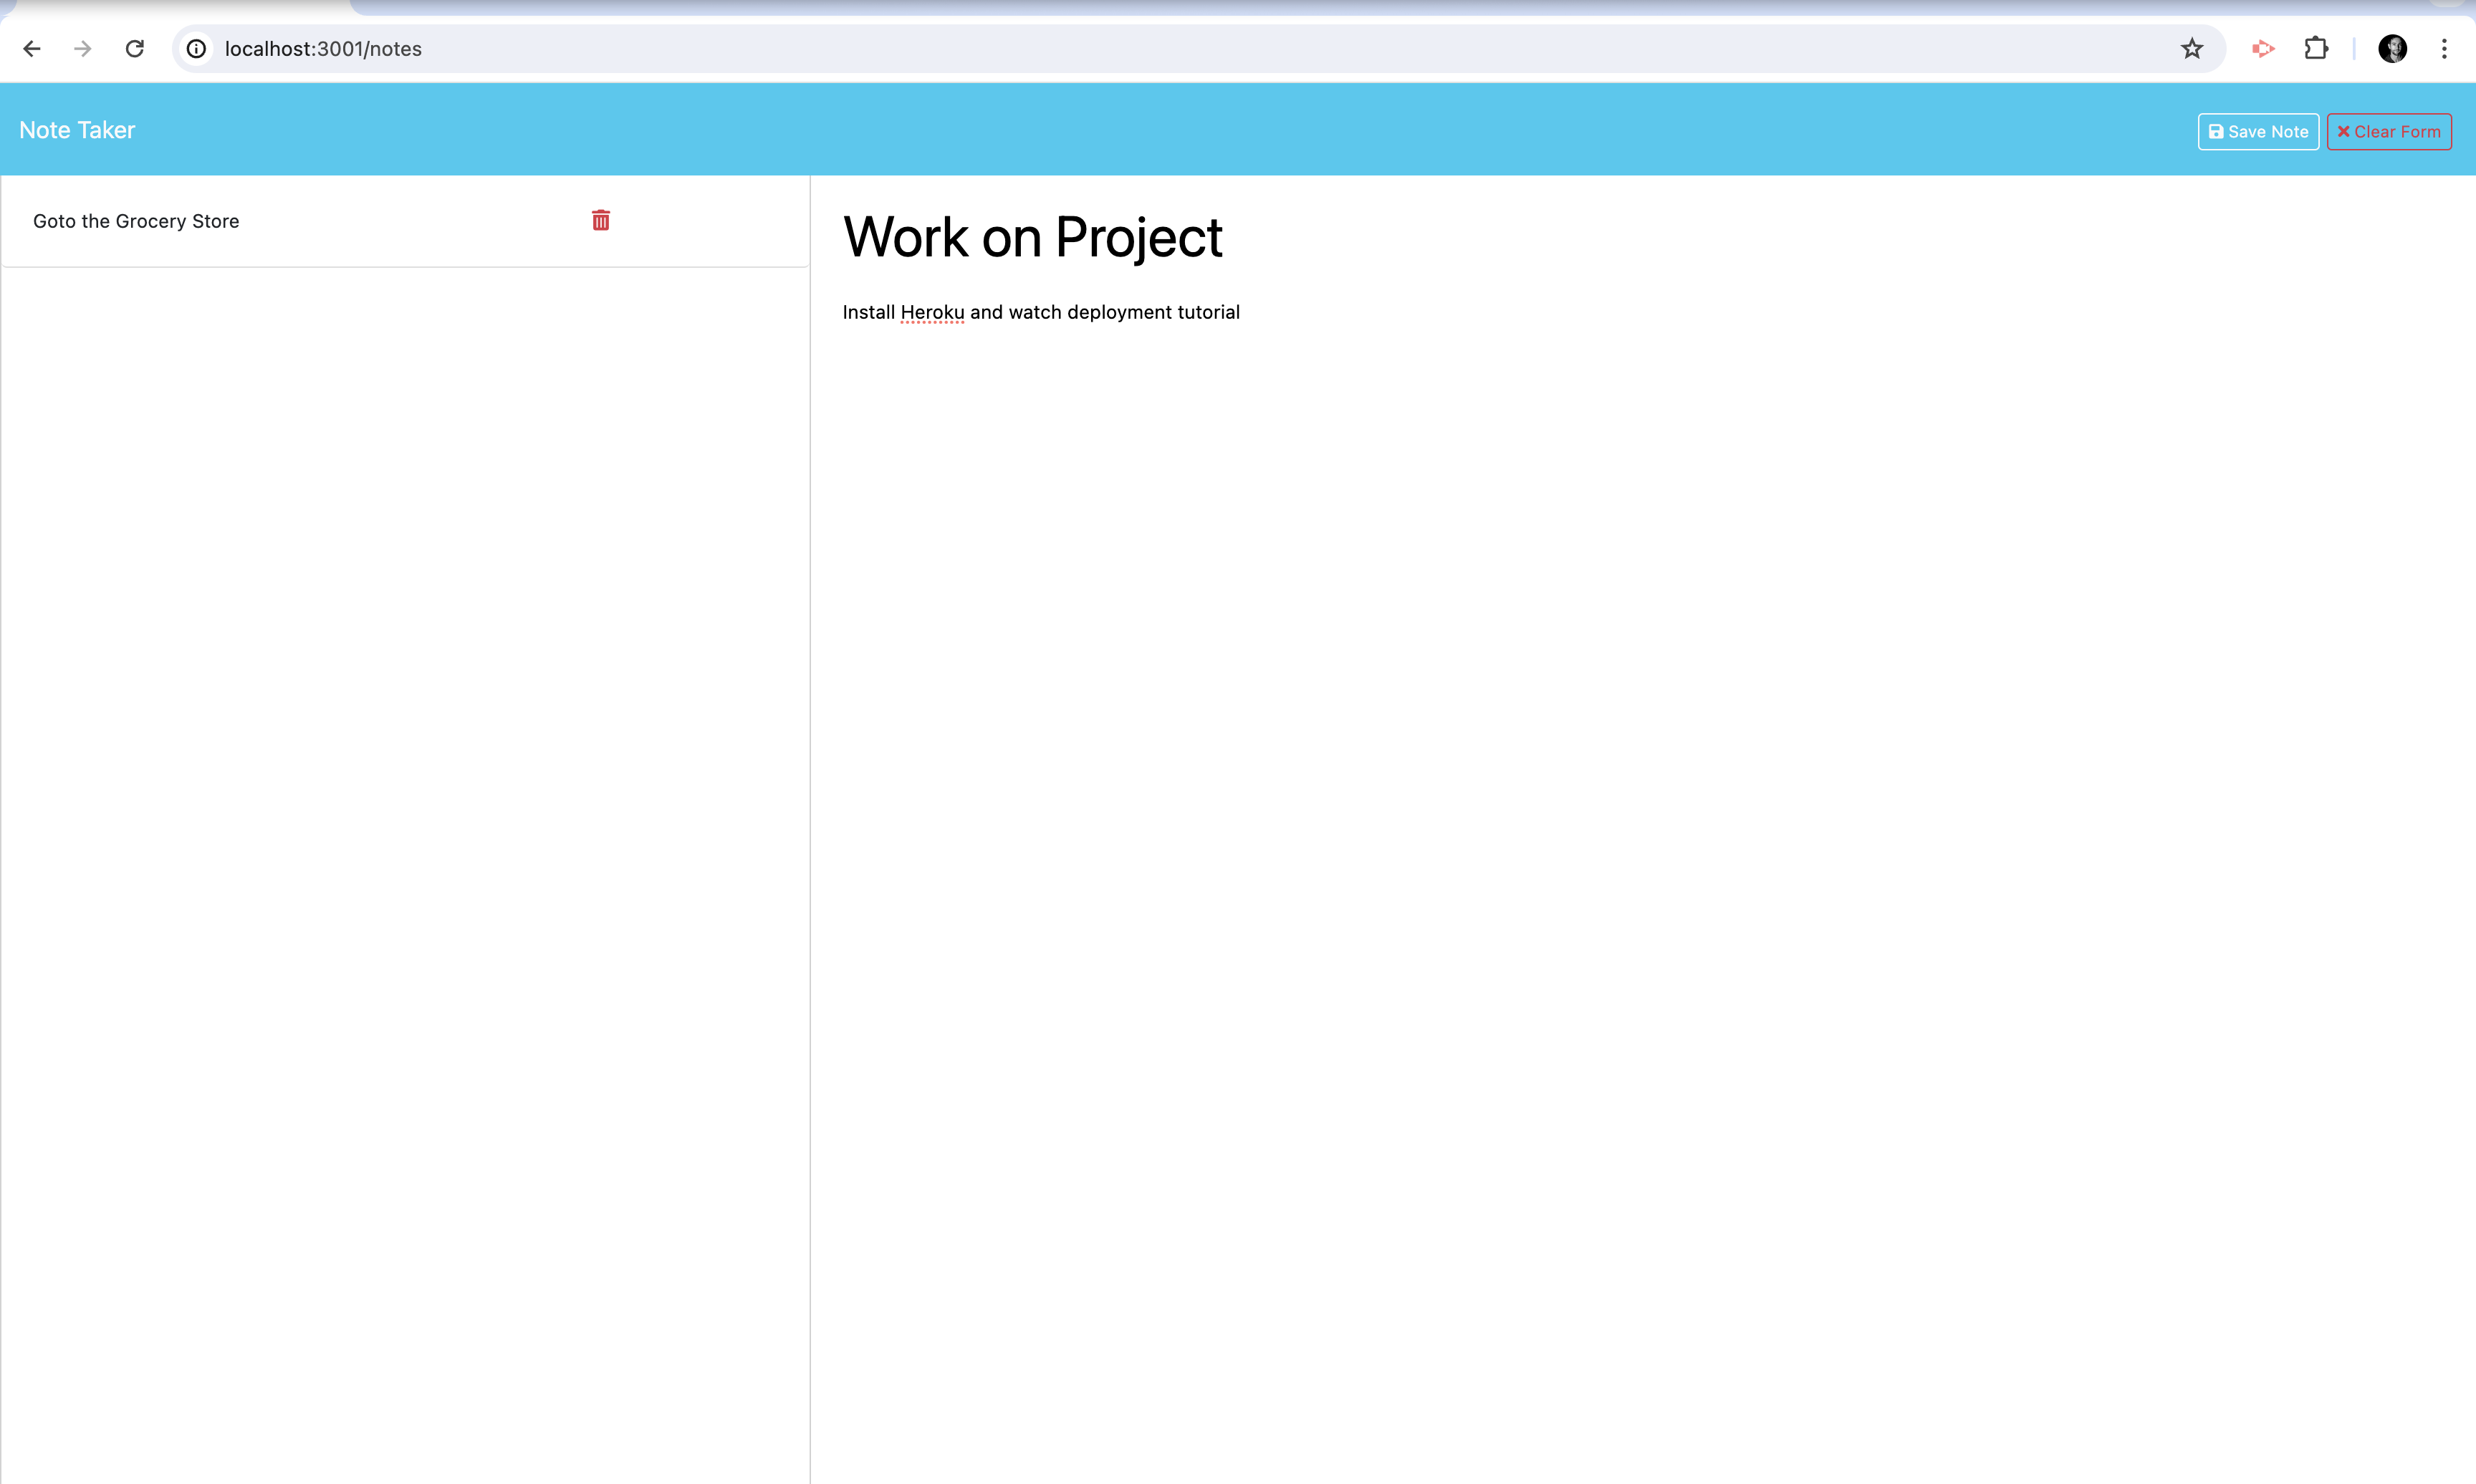 localhost:3001/notes
Note Taker
Save Note
Clear Form
Goto the Grocery Store
Work on Project
Install Heroku and watch deployment tutorial